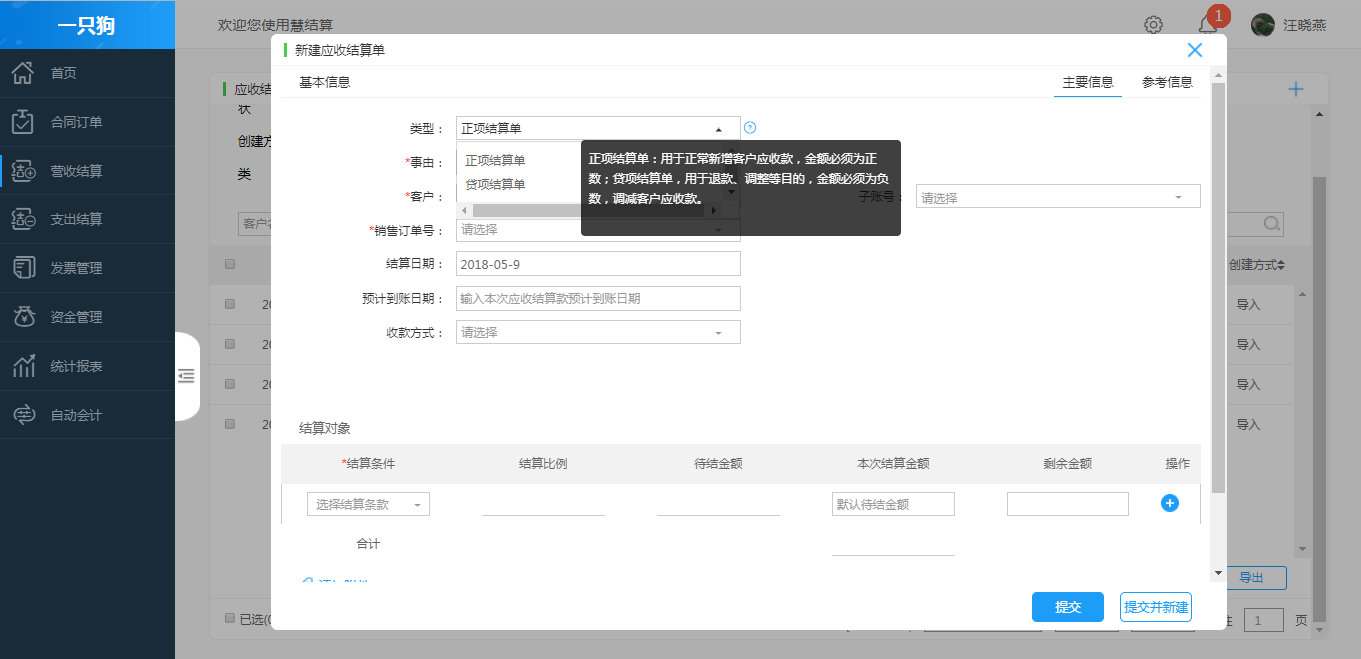 一只狗
欢迎您使用慧结算
1
汪晓燕
首页
合同订单
营收结算
支出结算
发票管理
资金管理
统计报表
自动会计
应收结
状
创建方
类
客户名
创建方式
20
导入
20
导入
20
导入
20
导入
导出
已选(
1
页
新建应收结算单
基本信息
主要信息
参考信息
类型：
正项结算单
正项结算单
贷项结算单
正项结算单：用于正常新增客户应收款，金额必须为正
数；贷项结算单，用于退款、调整等目的，金额必须为负
数，调减客户应收款。
*事由：
*客户：
子账号：
请选择
*销售订单号：
请选择
结算日期：
2018-05-9
预计到账日期：
输入本次应收结算款预计到账日期
收款方式：
请选择
结算对象
*结算条件
结算比例
待结金额
本次结算金额
剩余金额
操作
选择结算条款
默认待结金额
合计
提交
提交并新建